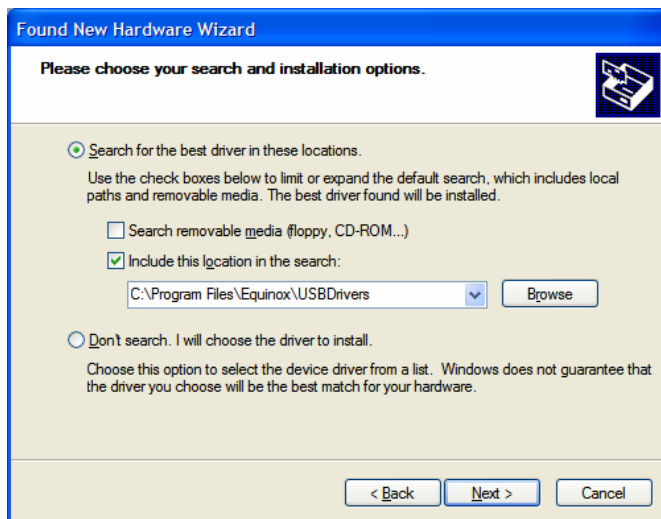 Found New Hardware Wizard
Please choose your search and installation options.
Search for the best driver in these locations.
Use the check boxes below to limit or expand the default search, which includes local
paths and removable media. The best driver found will be installed.
Search removable media (floppy, CD-ROM...)
Include this location in the search:
C:\Program Files\Equinox\USBDrivers
Browse
Don't search. I will choose the driver to install.
Choose this option to select the device driver from a list. Windows does not guarantee that
the driver you choose will be the best match for your hardware.
< Back
Next >
Cancel